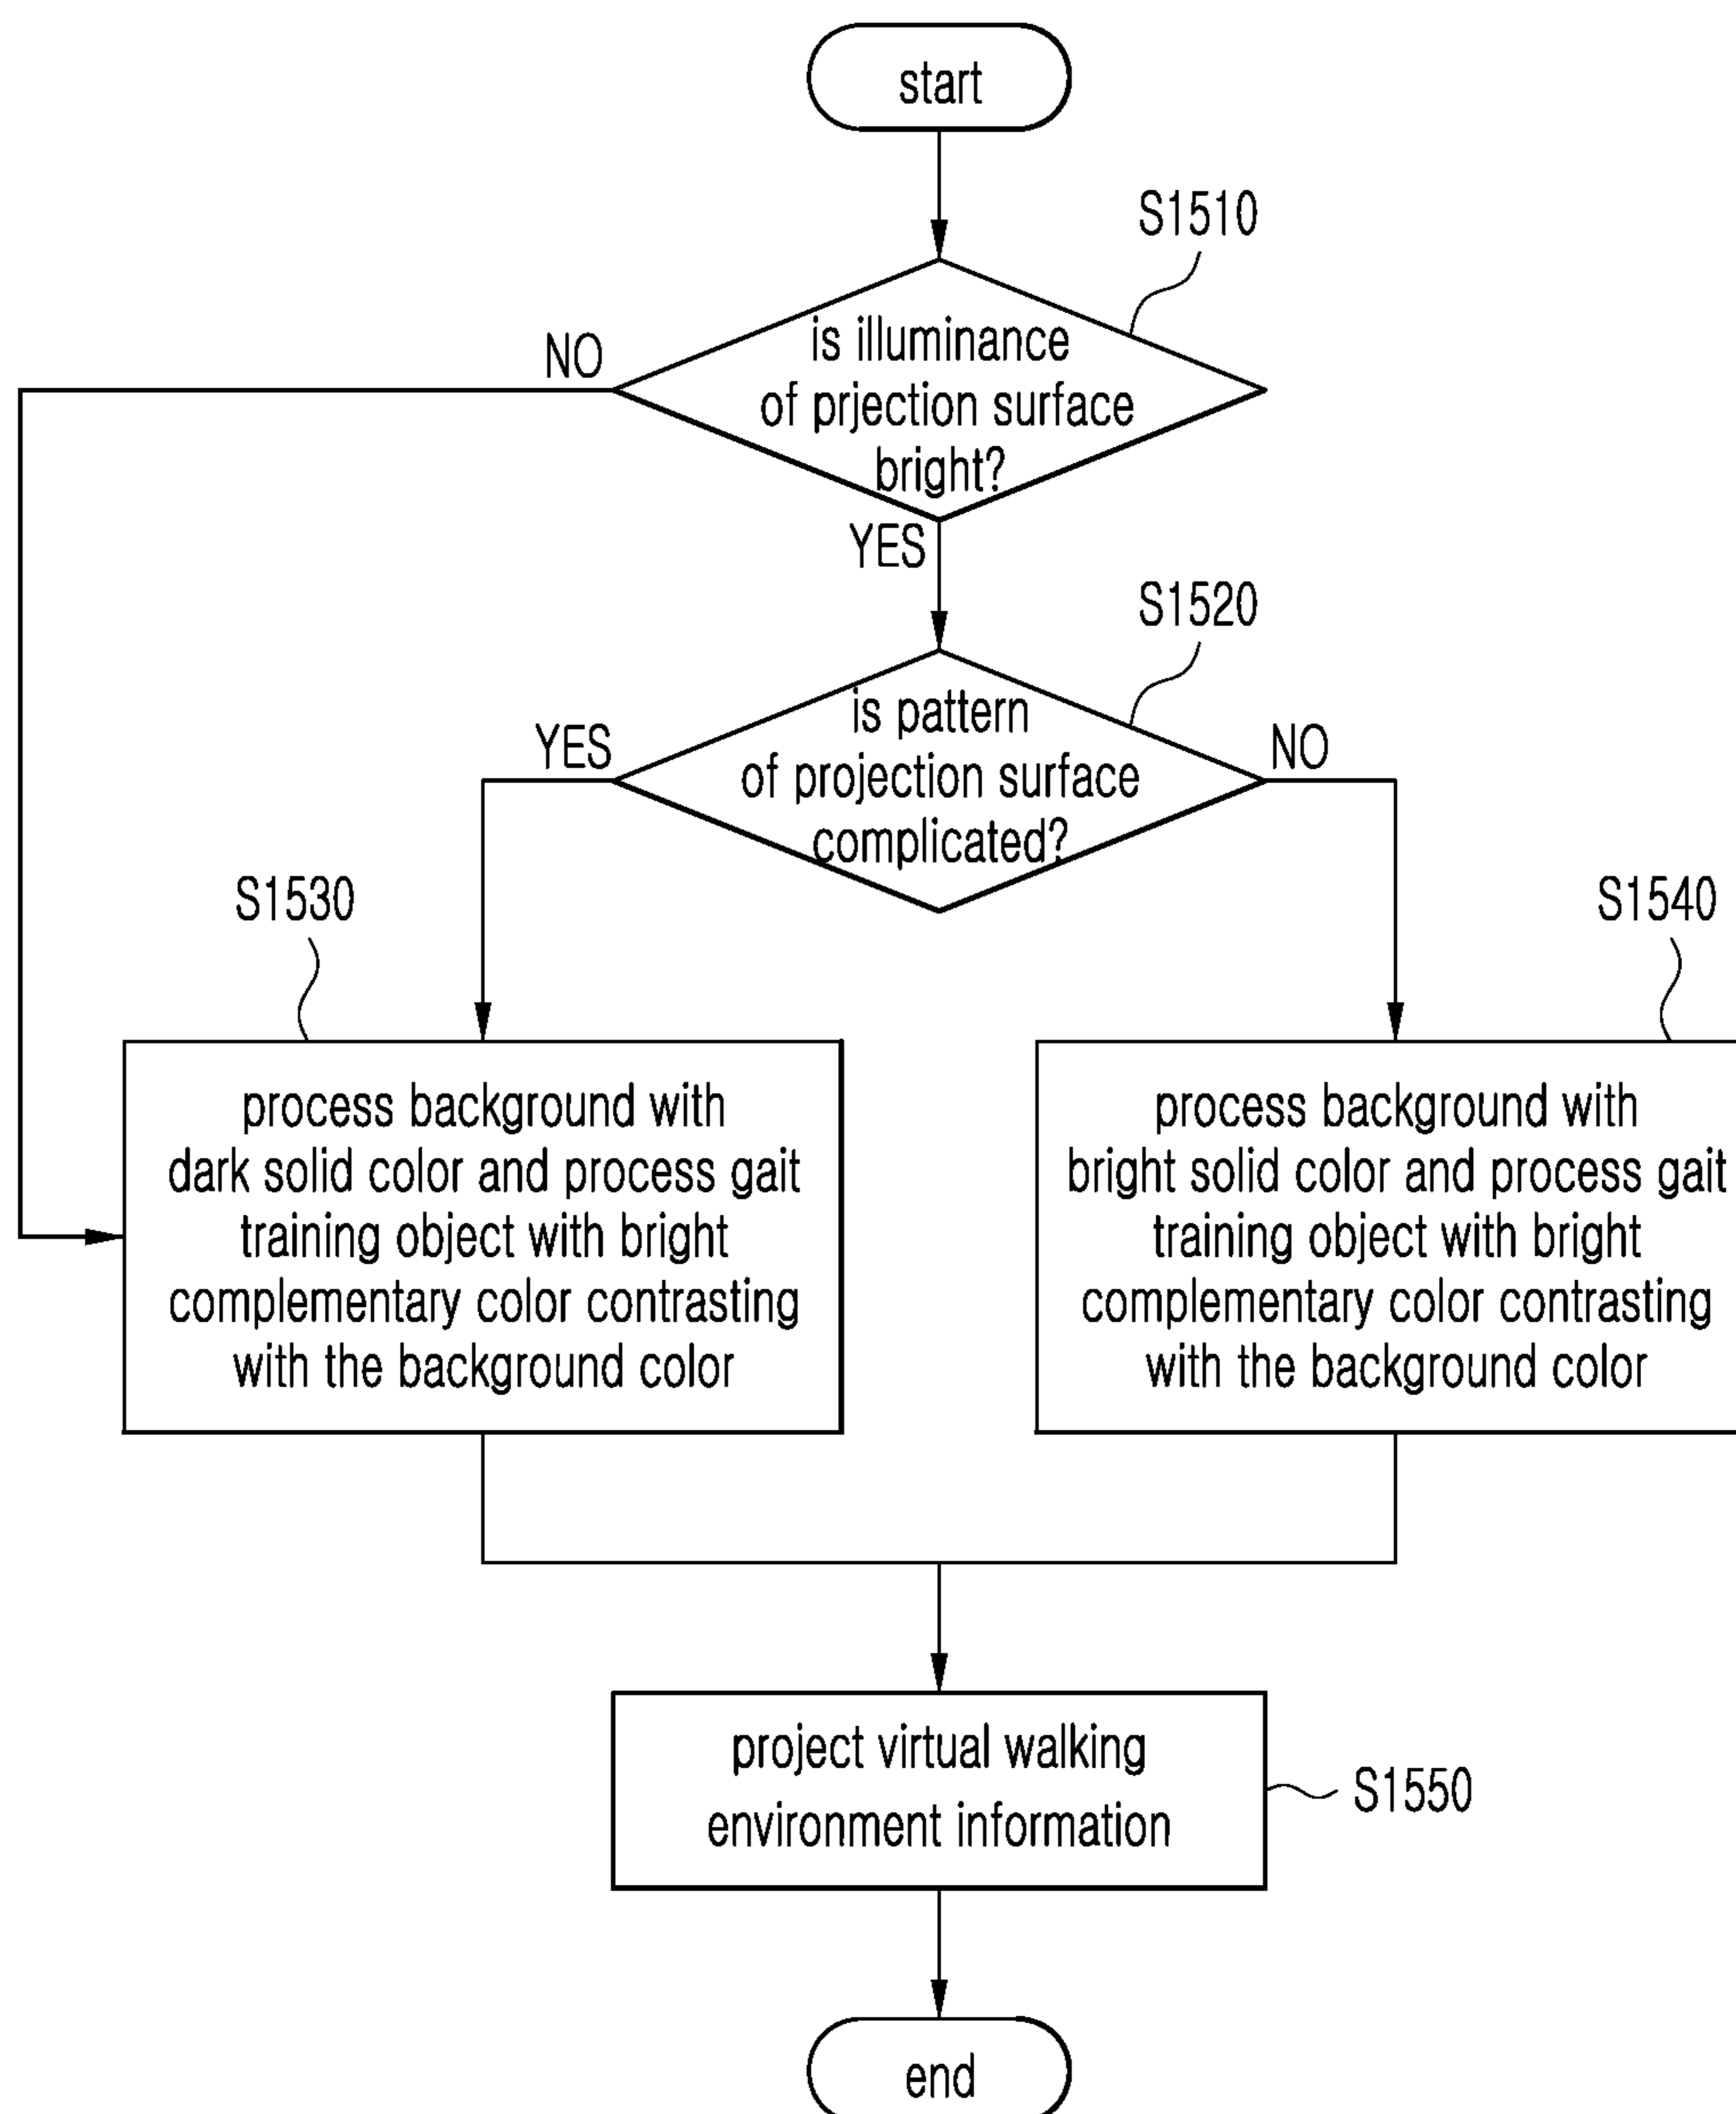 start
S1510
NO
is illuminance
of prjection surface
bright?
YES
S1520
is pattern
of projection surface
complicated?
YES
NO
S1530
S1540
process background with
dark solid color and process gait
training object with bright
complementary color contrasting
with the background color
process background with
bright solid color and process gait
training object with bright
complementary color contrasting
with the background color
project virtual walking
environment information
S1550
end